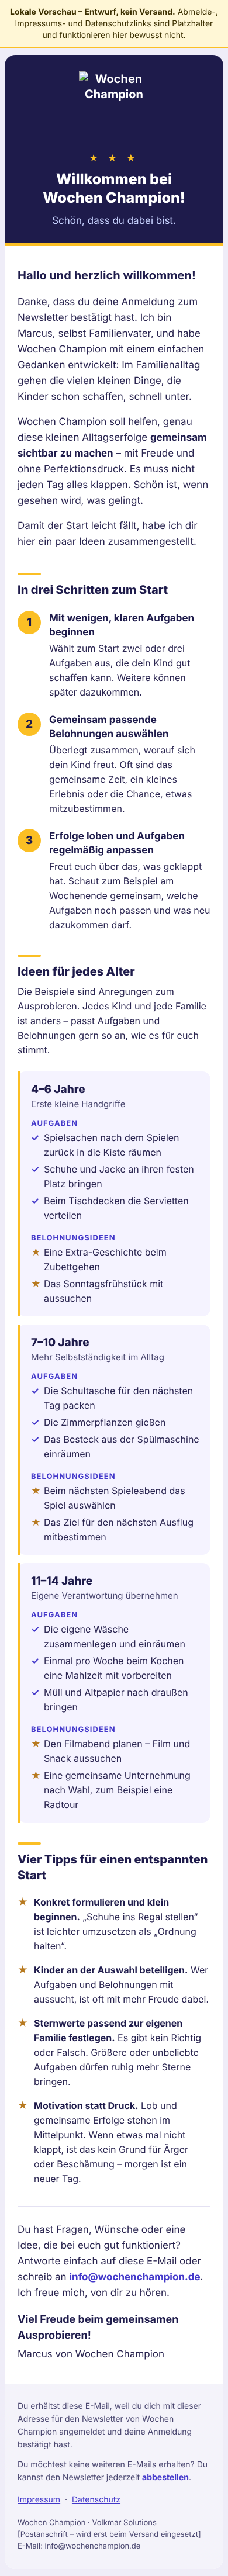 Lokale Vorschau – Entwurf, kein Versand. Abmelde-,
Impressums- und Datenschutzlinks sind Platzhalter
und funktionieren hier bewusst nicht.
Wochen
Champion
★ ★ ★
Willkommen bei
Wochen Champion!
Schön, dass du dabei bist.
Hallo und herzlich willkommen!
Danke, dass du deine Anmeldung zum
Newsletter bestätigt hast. Ich bin
Marcus, selbst Familienvater, und habe
Wochen Champion mit einem einfachen
Gedanken entwickelt: Im Familienalltag
gehen die vielen kleinen Dinge, die
Kinder schon schaffen, schnell unter.
Wochen Champion soll helfen, genau
diese kleinen Alltagserfolge gemeinsam
sichtbar zu machen – mit Freude und
ohne Perfektionsdruck. Es muss nicht
jeden Tag alles klappen. Schön ist, wenn
gesehen wird, was gelingt.
Damit der Start leicht fällt, habe ich dir
hier ein paar Ideen zusammengestellt.
In drei Schritten zum Start
1 Mit wenigen, klaren Aufgaben
beginnen
Wählt zum Start zwei oder drei
Aufgaben aus, die dein Kind gut
schaffen kann. Weitere können
später dazukommen.
2 Gemeinsam passende
Belohnungen auswählen
Überlegt zusammen, worauf sich
dein Kind freut. Oft sind das
gemeinsame Zeit, ein kleines
Erlebnis oder die Chance, etwas
mitzubestimmen.
3 Erfolge loben und Aufgaben
regelmäßig anpassen
Freut euch über das, was geklappt
hat. Schaut zum Beispiel am
Wochenende gemeinsam, welche
Aufgaben noch passen und was neu
dazukommen darf.
Ideen für jedes Alter
Die Beispiele sind Anregungen zum
Ausprobieren. Jedes Kind und jede Familie
ist anders – passt Aufgaben und
Belohnungen gern so an, wie es für euch
stimmt.
4–6 Jahre
Erste kleine Handgriffe
AUFGABEN
✓ Spielsachen nach dem Spielen
zurück in die Kiste räumen
✓ Schuhe und Jacke an ihren festen
Platz bringen
✓ Beim Tischdecken die Servietten
verteilen
BELOHNUNGSIDEEN
★ Eine Extra-Geschichte beim
Zubettgehen
★ Das Sonntagsfrühstück mit
aussuchen
7–10 Jahre
Mehr Selbstständigkeit im Alltag
AUFGABEN
✓ Die Schultasche für den nächsten
Tag packen
✓ Die Zimmerpflanzen gießen
✓ Das Besteck aus der Spülmaschine
einräumen
BELOHNUNGSIDEEN
★ Beim nächsten Spieleabend das
Spiel auswählen
★ Das Ziel für den nächsten Ausflug
mitbestimmen
11–14 Jahre
Eigene Verantwortung übernehmen
AUFGABEN
✓ Die eigene Wäsche
zusammenlegen und einräumen
✓ Einmal pro Woche beim Kochen
eine Mahlzeit mit vorbereiten
✓ Müll und Altpapier nach draußen
bringen
BELOHNUNGSIDEEN
★ Den Filmabend planen – Film und
Snack aussuchen
★ Eine gemeinsame Unternehmung
nach Wahl, zum Beispiel eine
Radtour
Vier Tipps für einen entspannten
Start
★ Konkret formulieren und klein
beginnen. „Schuhe ins Regal stellen“
ist leichter umzusetzen als „Ordnung
halten“.
★ Kinder an der Auswahl beteiligen. Wer
Aufgaben und Belohnungen mit
aussucht, ist oft mit mehr Freude dabei.
★ Sternwerte passend zur eigenen
Familie festlegen. Es gibt kein Richtig
oder Falsch. Größere oder unbeliebte
Aufgaben dürfen ruhig mehr Sterne
bringen.
★ Motivation statt Druck. Lob und
gemeinsame Erfolge stehen im
Mittelpunkt. Wenn etwas mal nicht
klappt, ist das kein Grund für Ärger
oder Beschämung – morgen ist ein
neuer Tag.
Du hast Fragen, Wünsche oder eine
Idee, die bei euch gut funktioniert?
Antworte einfach auf diese E-Mail oder
schreib an info@wochenchampion.de.
Ich freue mich, von dir zu hören.
Viel Freude beim gemeinsamen
Ausprobieren!
Marcus von Wochen Champion
Du erhältst diese E-Mail, weil du dich mit dieser
Adresse für den Newsletter von Wochen
Champion angemeldet und deine Anmeldung
bestätigt hast.
Du möchtest keine weiteren E-Mails erhalten? Du
kannst den Newsletter jederzeit abbestellen.
Impressum · Datenschutz
Wochen Champion · Volkmar Solutions
[Postanschrift – wird erst beim Versand eingesetzt]
E-Mail: info@wochenchampion.de